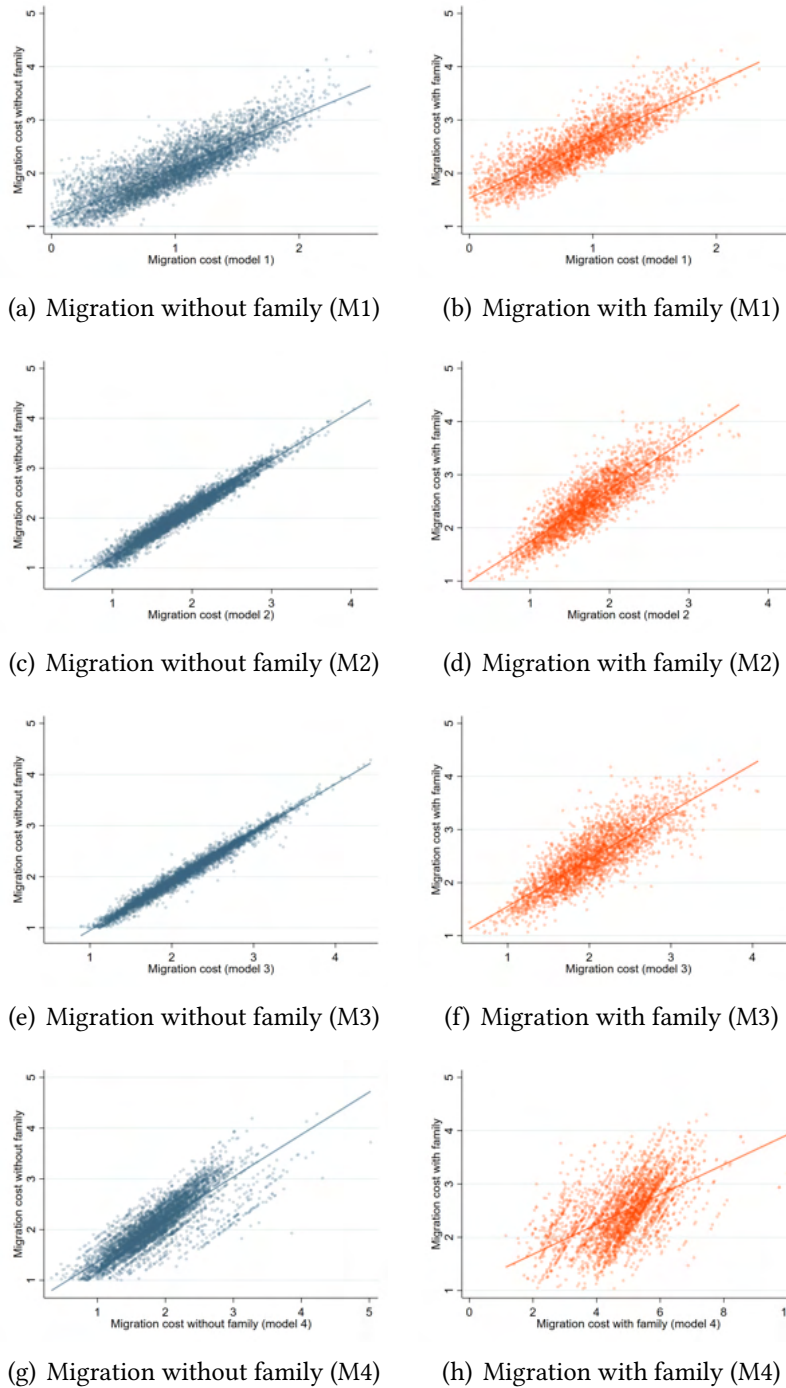 5
4
3
2
1
Migration cost without family
0 1 2
Migration cost (model 1)
5
4
3
2
1
Migration cost with family
0 1 2
Migration cost (model 1)
(a) Migration without family (M1)
(b) Migration with family (M1)
5
4
3
2
1
Migration cost without family
1 2 3 4
Migration cost (model 2)
5
4
3
2
1
Migration cost with family
1 2 3 4
Migration cost (model 2
(c) Migration without family (M2)
(d) Migration with family (M2)
5
4
3
2
1
Migration cost without family
1 2 3 4
Migration cost (model 3)
5
4
3
2
1
Migration cost with family
1 2 3 4
Migration cost (model 3)
(e) Migration without family (M3)
(f) Migration with family (M3)
5
4
3
2
1
Migration cost without family
1 2 3 4 5
Migration cost without family (model 4)
5
4
3
2
1
Migration cost with family
0 2 4 6 8
Migration cost with family (model 4)
(g) Migration without family (M4)
(h) Migration with family (M4)